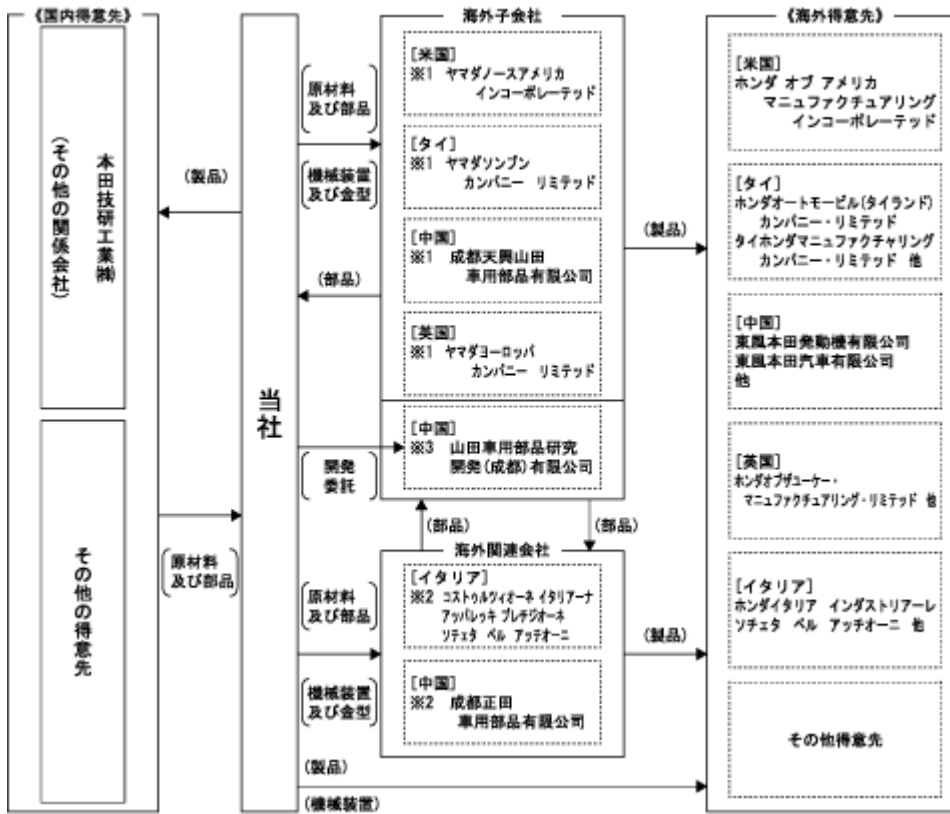 《国内得意先》
本田技研工業㈱
(その他の関係会社)
その他の得意先
(製品)
原材料
及び部品
当社
原材料
及び部品
機械装置
及び金型
(部品)
開発
委託
原材料
及び部品
機械装置
及び金型
(製品)
(機械装置)
海外子会社
[米国]
※1 ヤマダノースアメリカ
インコーポレーテッド
[タイ]
※1 ヤマダソンブン
カンパニー リミテッド
[中国]
※1 成都天興山田
車用部品有限公司
[英国]
※1 ヤマダヨーロッパ
カンパニー リミテッド
[中国]
※3 山田車用部品研究
開発(成都)有限公司
(部品)
(部品)
海外関連会社
[イタリア]
※2 コストゥルツィオーネ イタリアーナ
アッパレッキ プレチジオーネ
ソチェタ ペル アッチオーニ
[中国]
※2 成都正田
車用部品有限公司
(製品)
(製品)
《海外得意先》
[米国]
ホンダ オブ アメリカ
マニュファクチュアリング
インコーポレーテッド
[タイ]
ホンダオートモービル(タイランド)
カンパニー・リミテッド
タイホンダマニュファクチャリング
カンパニー・リミテッド 他
[中国]
東風本田発動機有限公司
東風本田汽車有限公司
他
[英国]
ホンダオブザユーケー・
マニュファクチュアリング・リミテッド 他
[イタリア]
ホンダイタリア インダストリアーレ
ソチェタ ペル アッチオーニ 他
その他得意先